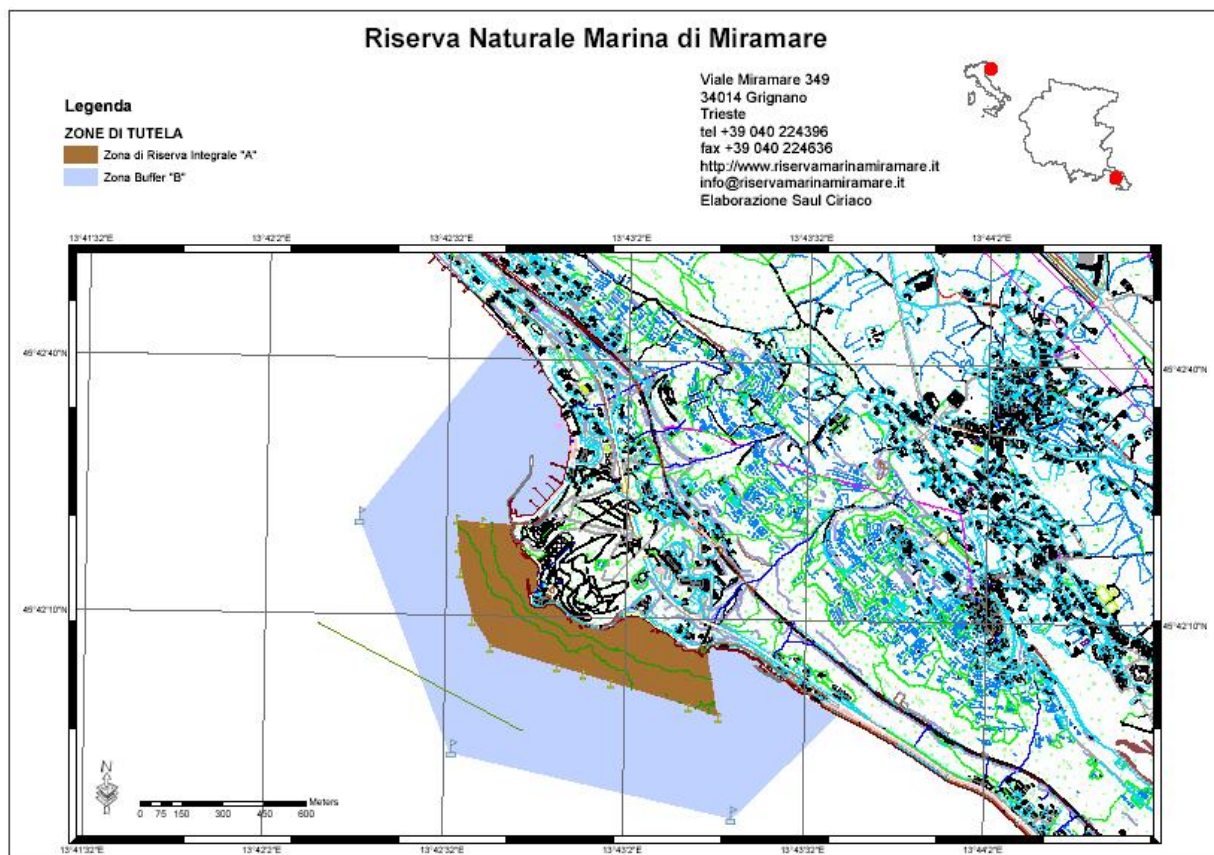 Riserva Naturale Marina di Miramare
Legenda
ZONE DI TUTELA
Zona di Riserva Integrale "A"
Zona Buffer "B"
Viale Miramare 349
34014 Grignano
Trieste
tel +39 040 224396
fax +39 040 224636
http://www.riservamarinamiramare.it
info@riservamarinamiramare.it
Elaborazione Saul Ciriaco
13°41'32"E 13°42'2"E 13°42'32"E 13°43'2"E 13°43'32"E 13°44'2"E
45°42'40"N 45°42'40"N
45°42'10"N 45°42'10"N
N
Meters
0 75 150 300 450 600
13°41'32"E 13°42'2"E 13°42'32"E 13°43'2"E 13°43'32"E 13°44'2"E